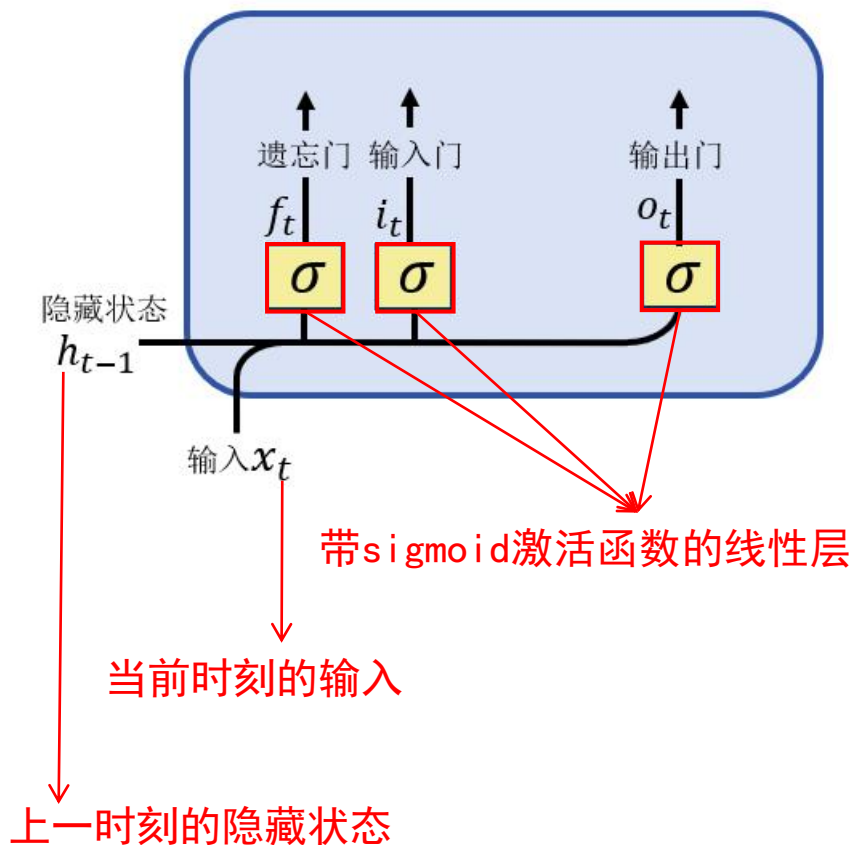 遗忘门 输入门 输出门
f_t i_t o_t
σ σ σ
隐藏状态
h_{t-1}
输入x_t
带sigmoid激活函数的线性层
当前时刻的输入
上一时刻的隐藏状态